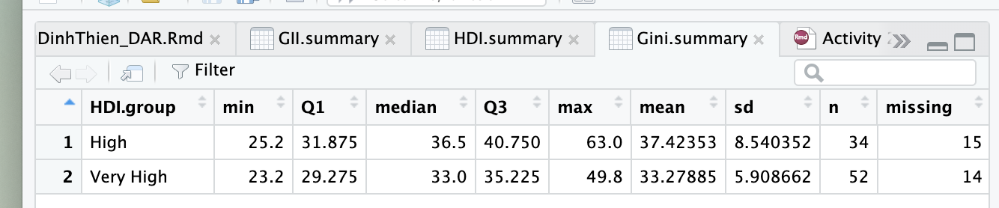 DinhThien_DAR.Rmd GII.summary HDI.summary Gini.summary Rmd Activity
Filter
HDI.group min Q1 median Q3 max mean sd n missing
1 High 25.2 31.875 36.5 40.750 63.0 37.42353 8.540352 34 15
2 Very High 23.2 29.275 33.0 35.225 49.8 33.27885 5.908662 52 14